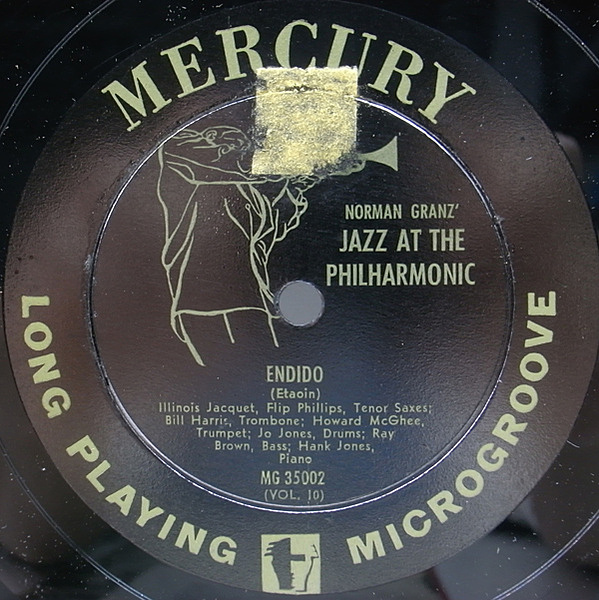 MERCURY
NORMAN GRANZ'
JAZZ AT THE
PHILHARMONIC
ENDIDO
(Etaoin)
Illinois Jacquet, Flip Phillips, Tenor Saxes;
Bill Harris, Trombone; Howard McGhee,
Trumpet; Jo Jones, Drums; Ray
Brown, Bass; Hank Jones,
Piano
MG 35002
(VOL. 10)
LONG PLAYING MICROGROOVE